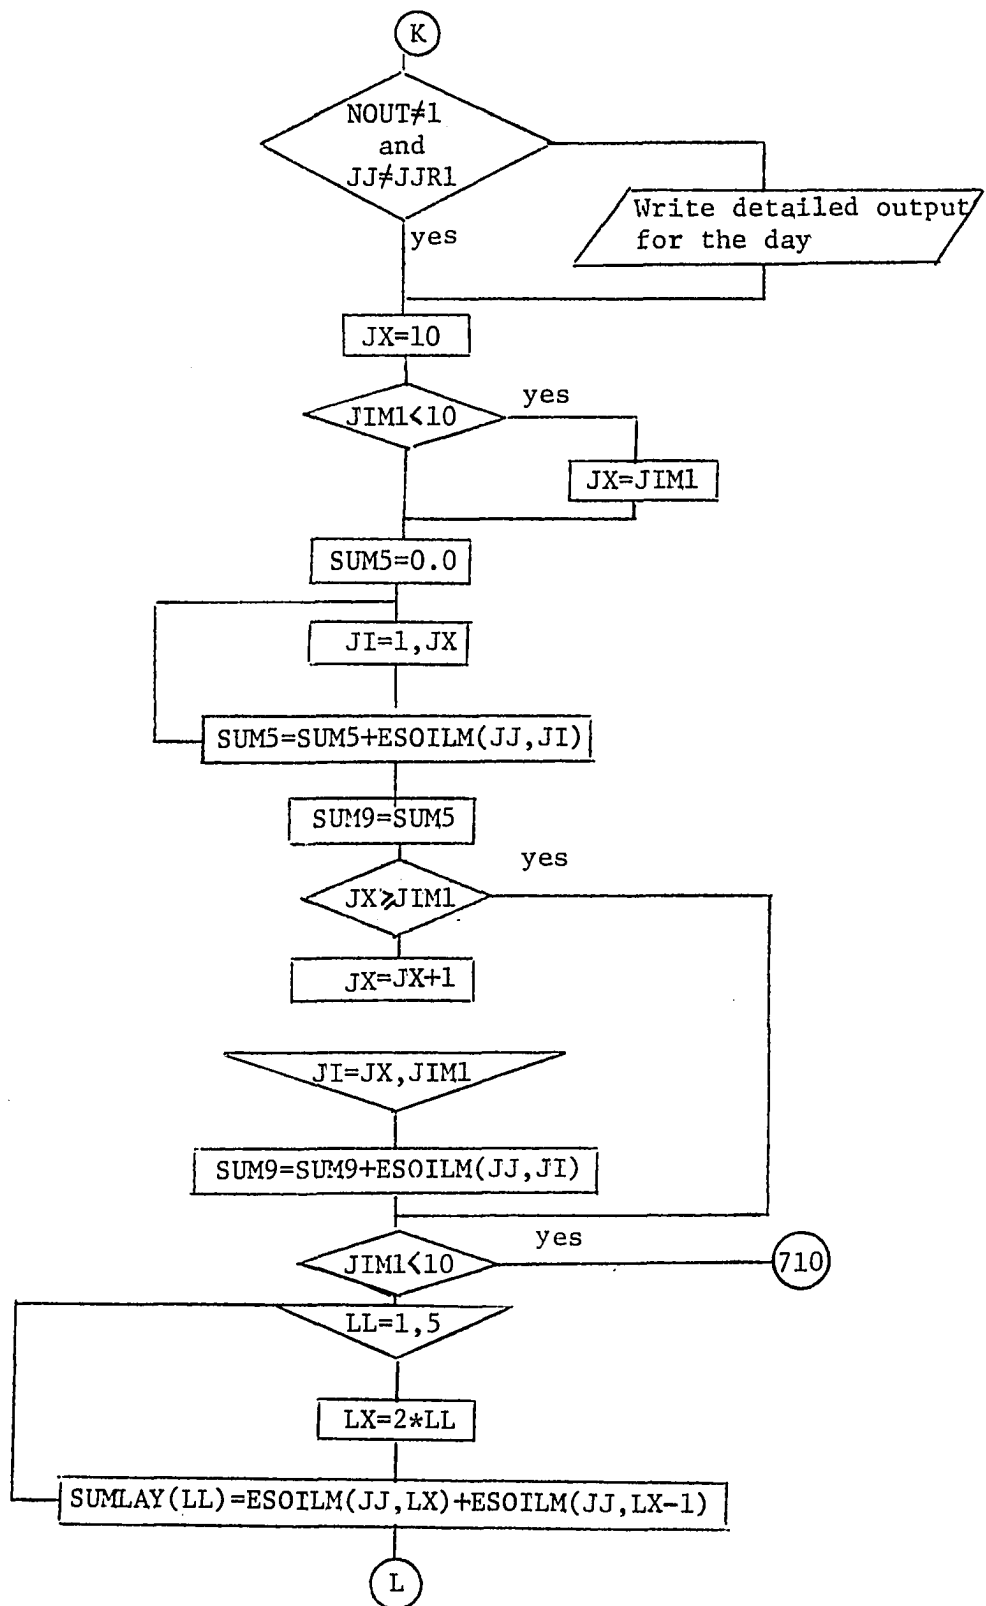 K
NOUT≠1
and
JJ≠JJR1
yes
Write detailed output
for the day
JX=10
JIM1<10
yes
JX=JIM1
SUM5=0.0
JI=1,JX
SUM5=SUM5+ESOILM(JJ,JI)
SUM9=SUM5
yes
JX⩾JIM1
JX=JX+1
JI=JX,JIM1
SUM9=SUM9+ESOILM(JJ,JI)
JIM1<10
yes
710
LL=1,5
LX=2*LL
SUMLAY(LL)=ESOILM(JJ,LX)+ESOILM(JJ,LX-1)
L